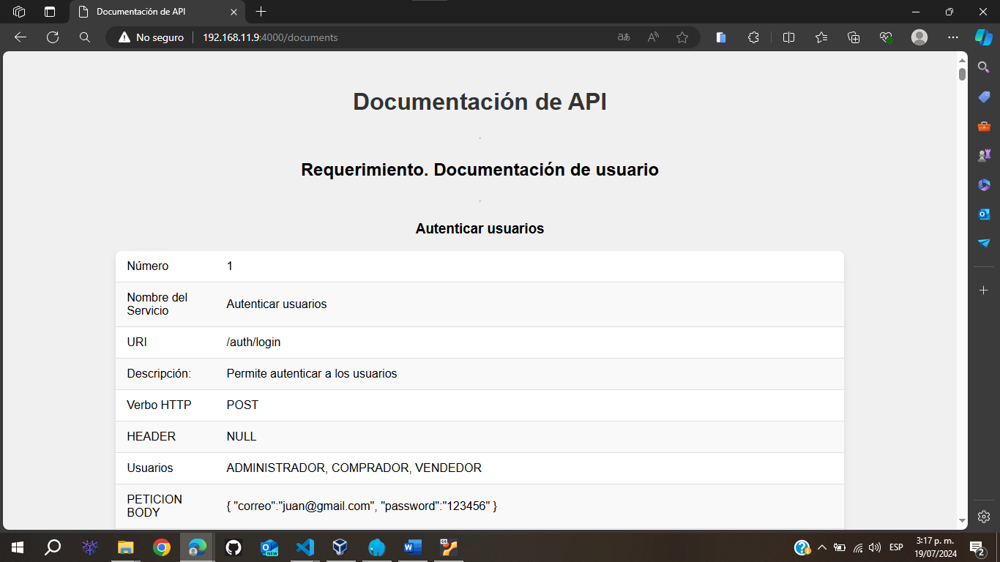 Documentación de API
No seguro
192.168.11.9:4000/documents
Documentación de API
Requerimiento. Documentación de usuario
Autenticar usuarios
Número 1
Nombre del
Servicio
Autenticar usuarios
URI /auth/login
Descripción: Permite autenticar a los usuarios
Verbo HTTP POST
HEADER NULL
Usuarios ADMINISTRADOR, COMPRADOR, VENDEDOR
PETICION
BODY
{ "correo":"juan@gmail.com", "password":"123456" }
NEW
64
ESP
3:17 p. m.
19/07/2024
2